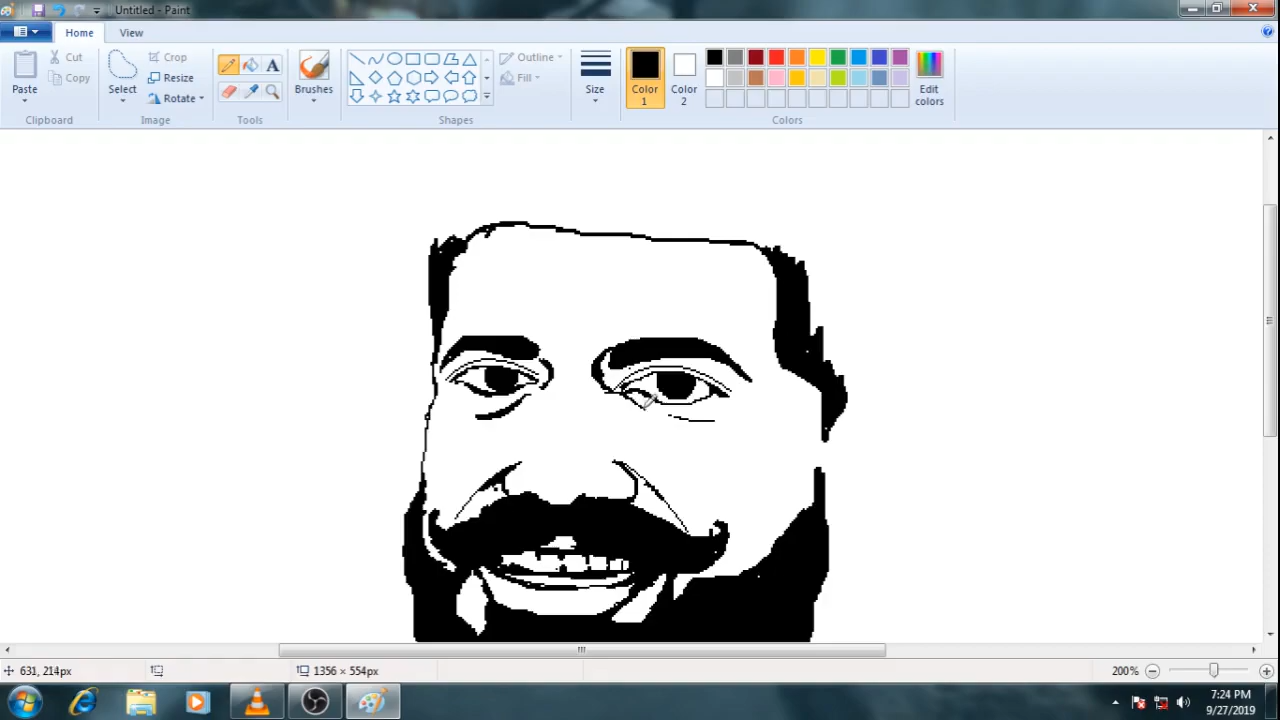 Untitled - Paint
Home View
Paste
Cut
Copy
Clipboard
Select
Crop
Resize
Rotate
Image
A
Tools
Brushes
Outline
Fill
Shapes
Size
Color
1
Color
2
Edit
colors
Colors
631, 214px
1356 × 554px
200%
7:24 PM
9/27/2019